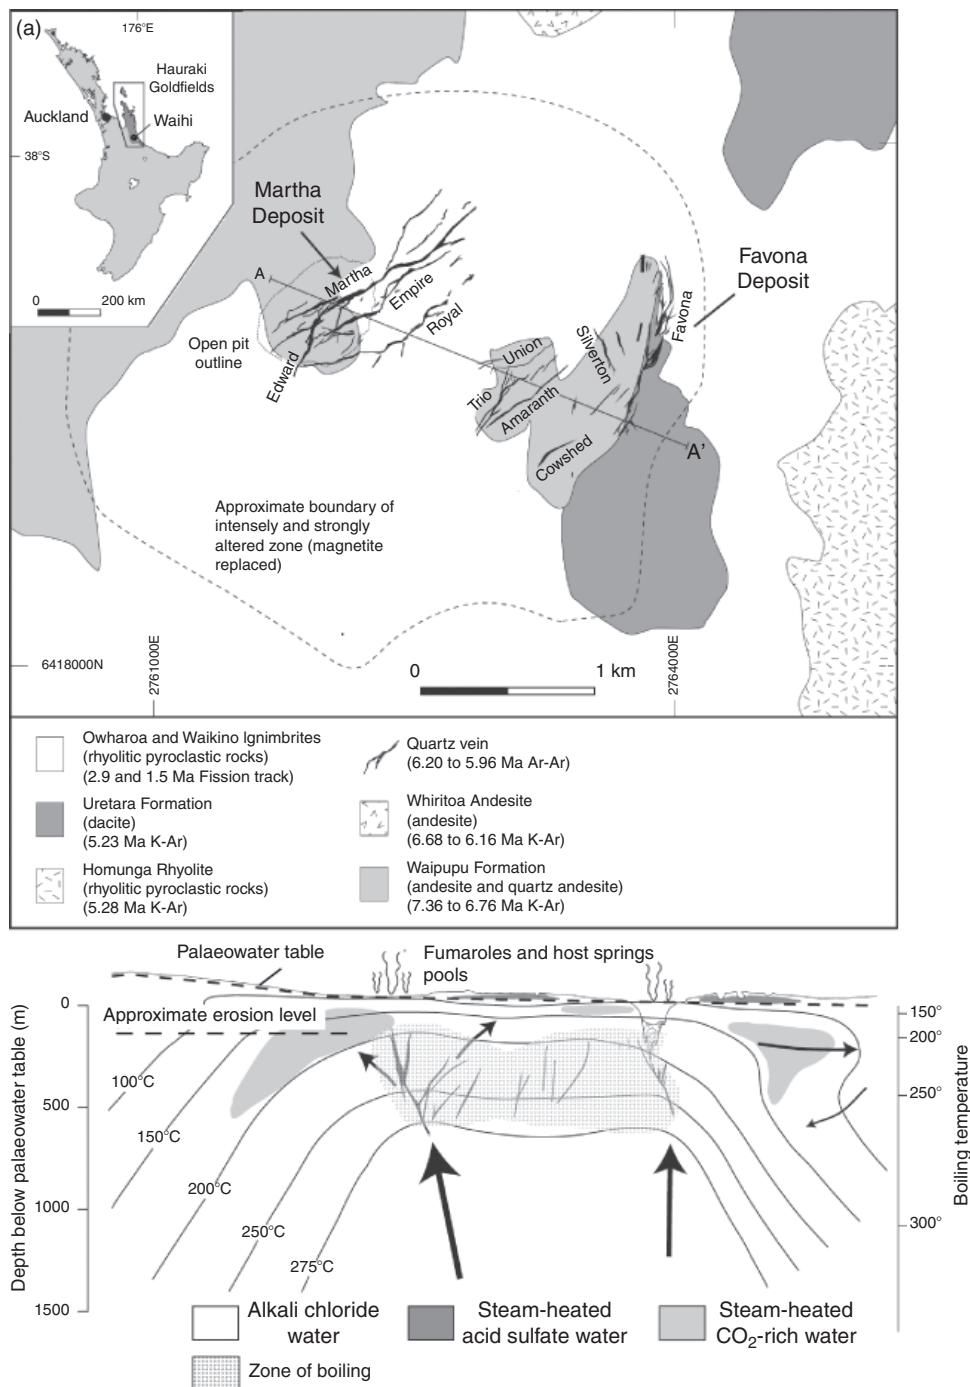 (a)
176°E
Hauraki
Goldfields
Auckland
Waihi
38°S
0 200 km
Martha
Deposit
A
Martha
Empire
Royal
Edward
Open pit
outline
Favona
Deposit
Favona
Silverton
Union
Trio
Amaranth
Cowshed
A'
Approximate boundary of
intensely and strongly
altered zone (magnetite
replaced)
6418000N
2761000E
0 1 km
2764000E
Owharoa and Waikino Ignimbrites
(rhyolitic pyroclastic rocks)
(2.9 and 1.5 Ma Fission track)
Uretara Formation
(dacite)
(5.23 Ma K-Ar)
Homunga Rhyolite
(rhyolitic pyroclastic rocks)
(5.28 Ma K-Ar)
Quartz vein
(6.20 to 5.96 Ma Ar-Ar)
Whiritoa Andesite
(andesite)
(6.68 to 6.16 Ma K-Ar)
Waipupu Formation
(andesite and quartz andesite)
(7.36 to 6.76 Ma K-Ar)
Palaeowater table
Fumaroles and host springs
pools
Approximate erosion level
Depth below palaeowater table (m)
0
500
1000
1500
100°C
150°C
200°C
250°C
275°C
150°
200°
250°
300°
Boiling temperature
Alkali chloride
water
Steam-heated
acid sulfate water
Steam-heated
CO₂-rich water
Zone of boiling